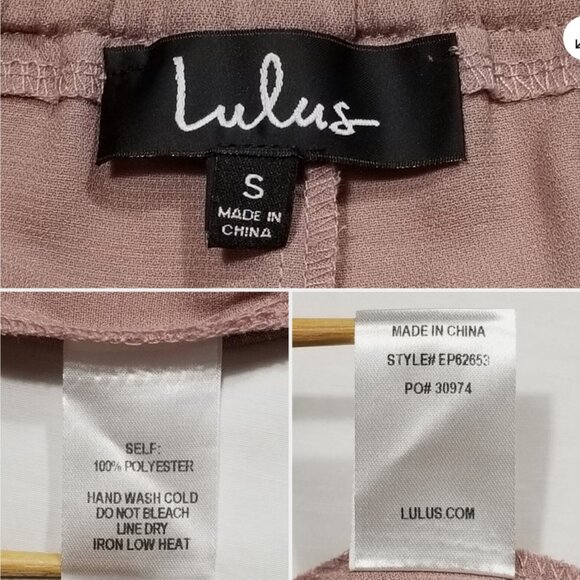 Lulus
S
MADE IN
CHINA
SELF:
100% POLYESTER
HAND WASH COLD
DO NOT BLEACH
LINE DRY
IRON LOW HEAT
MADE IN CHINA
STYLE# EP62653
PO# 30974
LULUS.COM